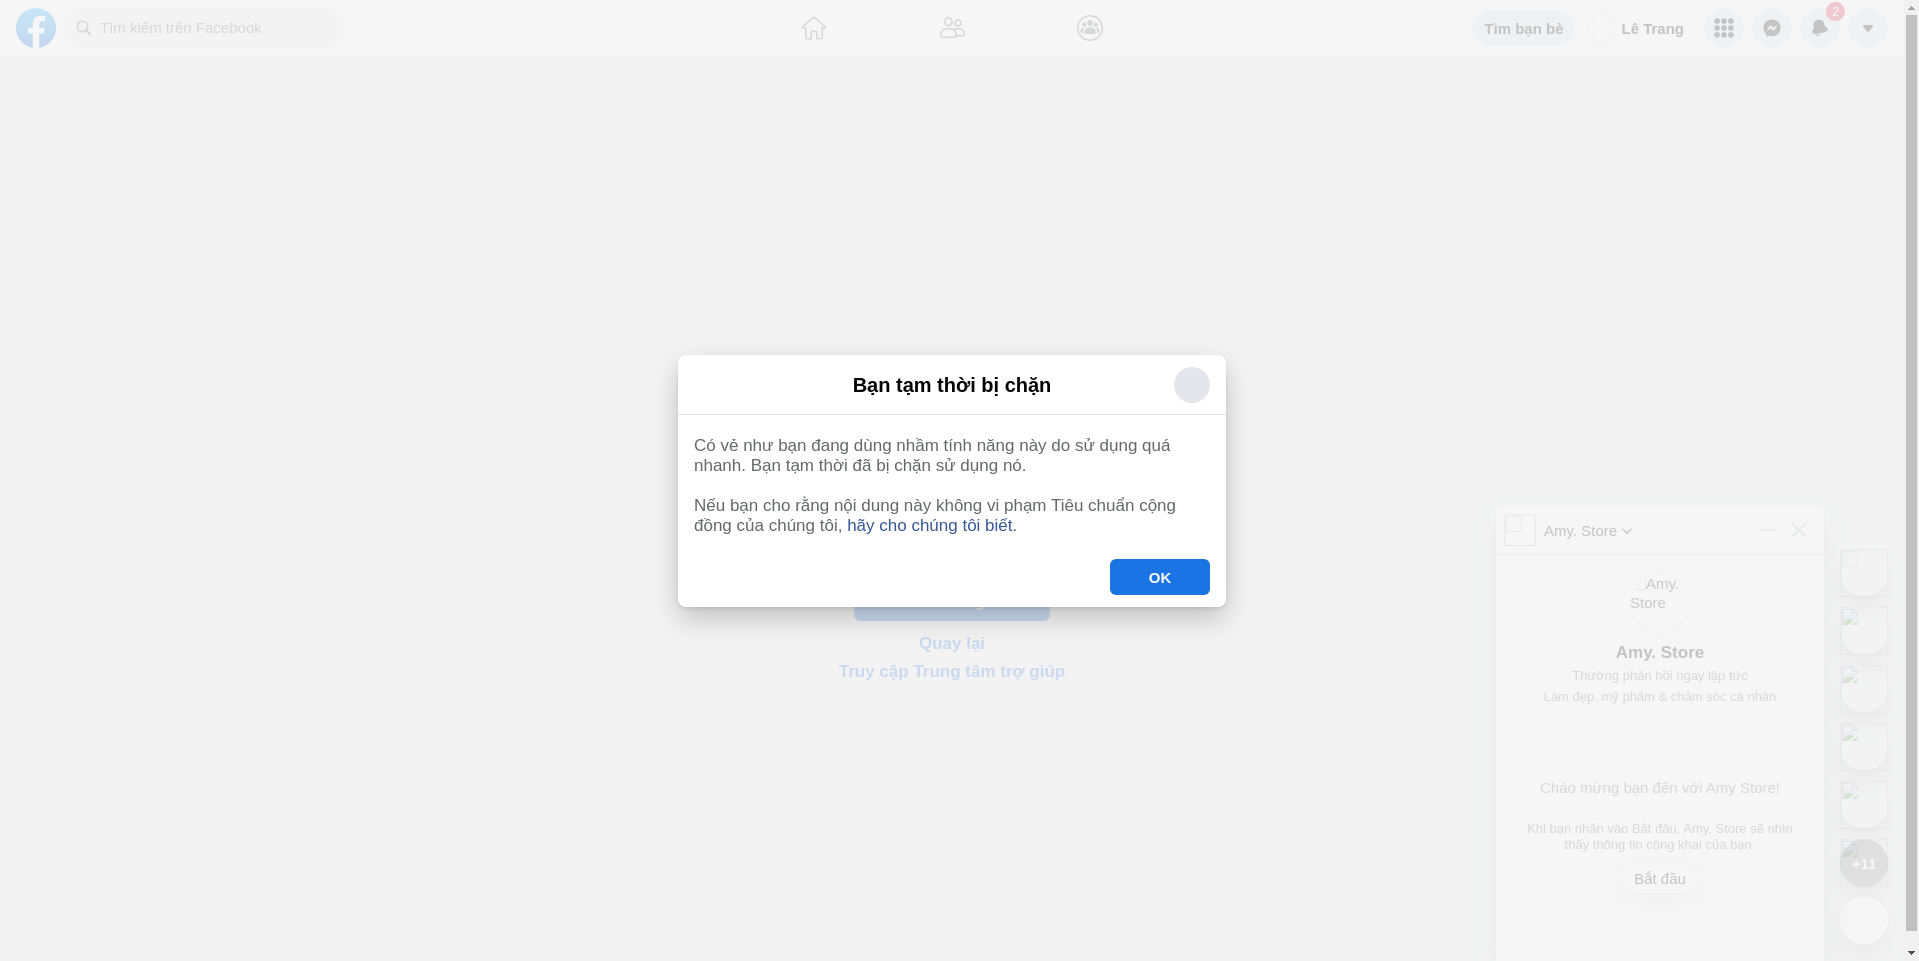 Tìm kiếm trên Facebook
Tìm bạn bè
Lê Trang
2
Bạn tạm thời bị chặn
Có vẻ như bạn đang dùng nhầm tính năng này do sử dụng quá
nhanh. Bạn tạm thời đã bị chặn sử dụng nó.
Nếu bạn cho rằng nội dung này không vi phạm Tiêu chuẩn cộng
đồng của chúng tôi, hãy cho chúng tôi biết.
OK
Quay lại
Truy cập Trung tâm trợ giúp
Amy. Store
Amy.
Store
Amy. Store
Thường phản hồi ngay lập tức
Làm đẹp, mỹ phẩm & chăm sóc cá nhân
Chào mừng bạn đến với Amy Store!
Khi bạn nhấn vào Bắt đầu, Amy. Store sẽ nhìn
thấy thông tin công khai của bạn.
Bắt đầu
+11